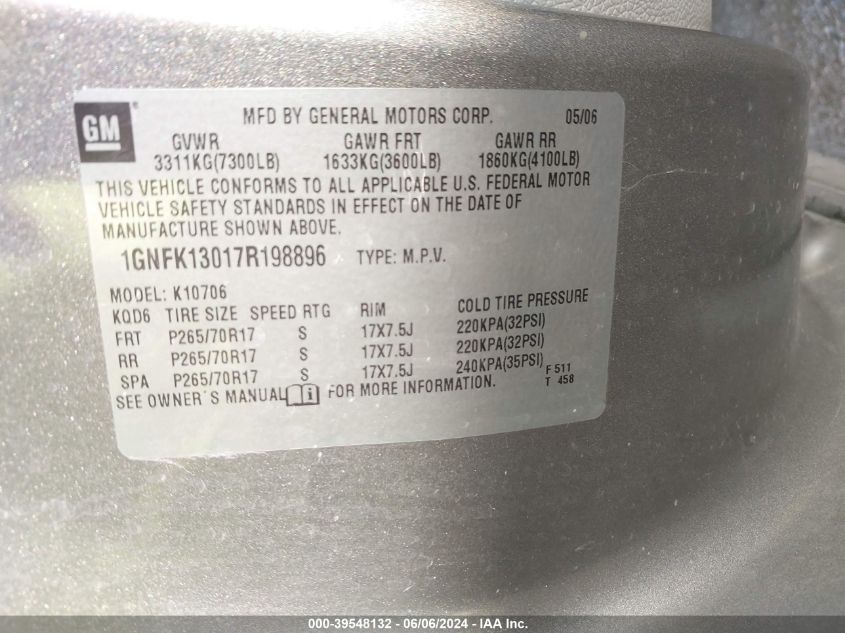 GM
MFD BY GENERAL MOTORS CORP. 05/06
GVWR GAWR FRT GAWR RR
3311KG(7300LB) 1633KG(3600LB) 1860KG(4100LB)
THIS VEHICLE CONFORMS TO ALL APPLICABLE U.S. FEDERAL MOTOR
VEHICLE SAFETY STANDARDS IN EFFECT ON THE DATE OF
MANUFACTURE SHOWN ABOVE.
1GNFK13017R198896 TYPE: M.P.V.
MODEL: K10706
KQD6 TIRE SIZE SPEED RTG RIM COLD TIRE PRESSURE
FRT P265/70R17 S 17X7.5J 220KPA(32PSI)
RR P265/70R17 S 17X7.5J 220KPA(32PSI)
SPA P265/70R17 S 17X7.5J 240KPA(35PSI)
F 511
T 458
SEE OWNER'S MANUAL FOR MORE INFORMATION.
000-39548132 - 06/06/2024 - IAA Inc.